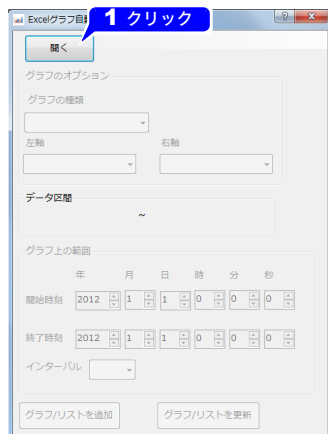 Excelグラフ自
1 クリック
開く
グラフのオプション
グラフの種類
左軸 右軸
データ区間
~
グラフ上の範囲
年 月 日 時 分 秒
開始時刻 2012 1 1 0 0 0
終了時刻 2012 1 1 0 0 0
インターバル
グラフ/リストを追加 グラフ/リストを更新